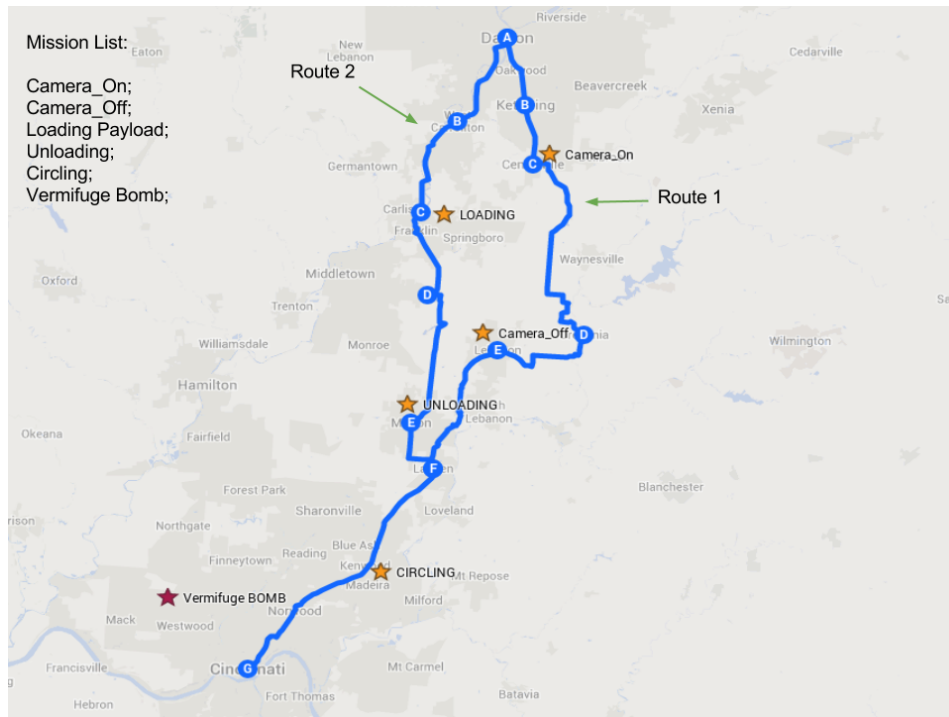 Mission List:
Camera_On;
Camera_Off;
Loading Payload;
Unloading;
Circling;
Vermifuge Bomb;
Riverside
New
Lebanon
Eaton
Cedarville
A
Oakwood
Route 2
Beavercreek
Xenia
B
B
Germantown
Camera_On
C
Route 1
C
LOADING
Franklin
Springboro
Waynesville
Middletown
Oxford
D
Trenton
Camera_Off
D
Williamsdale
Monroe
E
Wilmington
Hamilton
UNLOADING
E
Lebanon
Okeana
Fairfield
F
Forest Park
Blanchester
Sharonville
Loveland
Northgate
Finneytown
Reading
Blue
CIRCLING
Mt Repose
Madeira
Vermifuge BOMB
Milford
Norwood
Mack
Westwood
Francisville
G
Mt Carmel
Fort Thomas
Batavia
Hebron